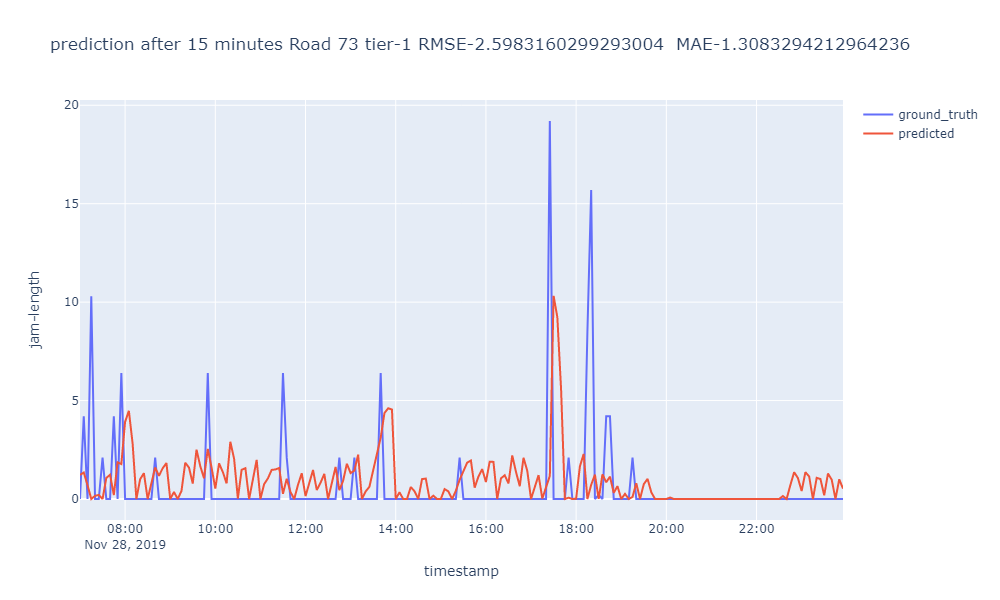 prediction after 15 minutes Road 73 tier-1 RMSE-2.5983160299293004  MAE-1.3083294212964236
ground_truth
predicted
20
15
10
5
0
jam-length
08:00 10:00 12:00 14:00 16:00 18:00 20:00 22:00
Nov 28, 2019
timestamp